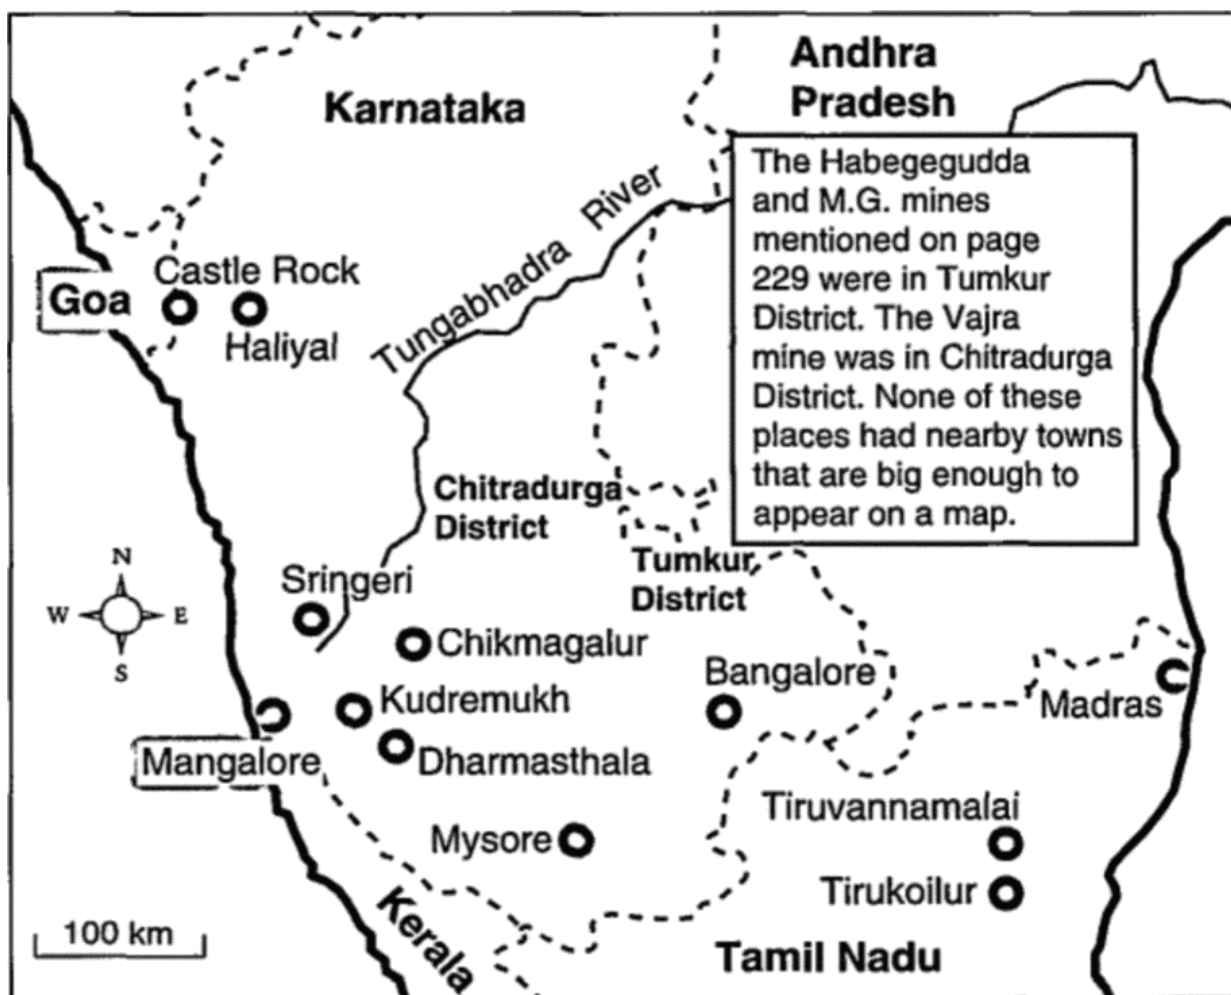 Andhra
Pradesh
Karnataka
The Habegegudda
and M.G. mines
mentioned on page
229 were in Tumkur
District. The Vajra
mine was in Chitradurga
District. None of these
places had nearby towns
that are big enough to
appear on a map.
Tungabhadra River
Castle Rock
Goa
Haliyal
Chitradurga
District
Tumkur
District
N
W E
S
Sringeri
Chikmagalur
Bangalore
Kudremukh
Madras
Mangalore
Dharmasthala
Tiruvannamalai
Mysore
Tirukoilur
Kerala
100 km
Tamil Nadu